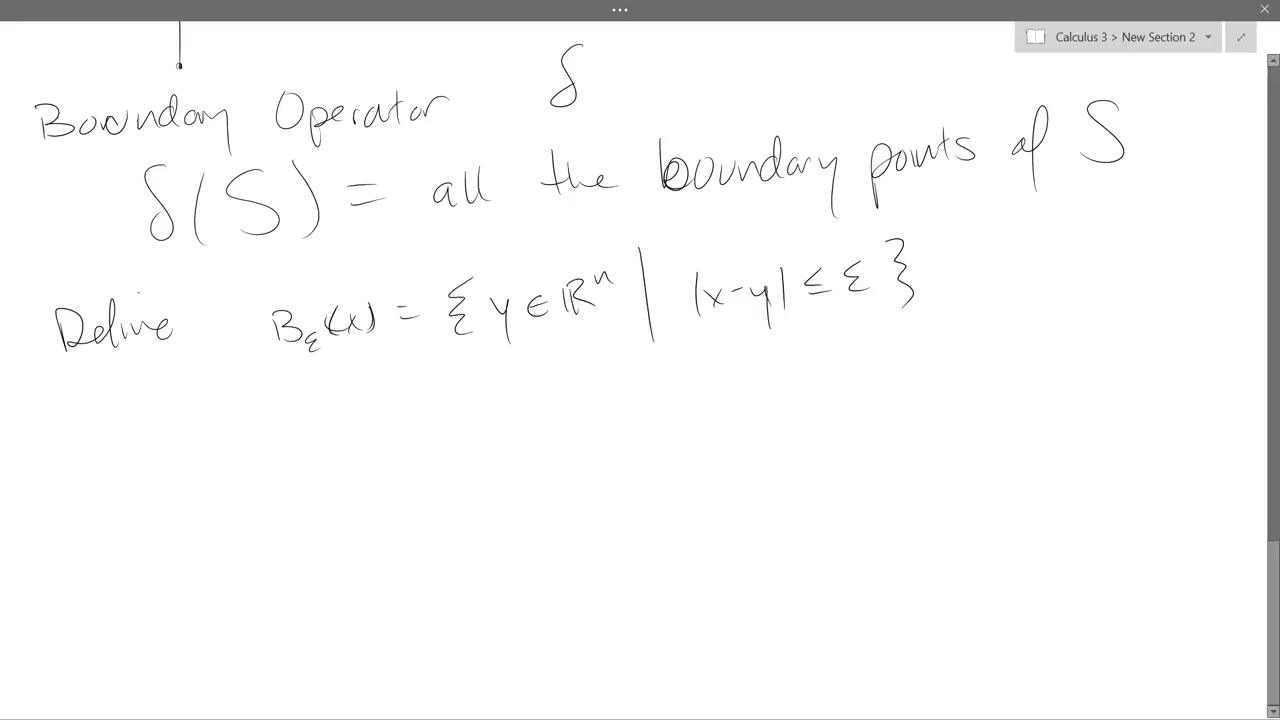 Calculus 3 > New Section 2
Boundary Operator δ
δ(S) = all the boundary points of S
Define B_ε(x) = { y ∈ ℝⁿ | |x-y| ≤ ε }